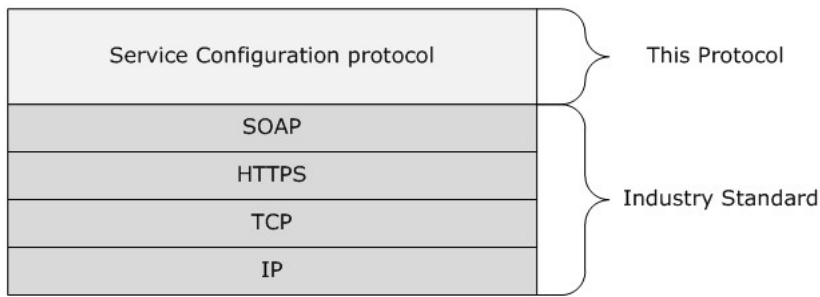 Service Configuration protocol
This Protocol
SOAP
HTTPS
TCP
IP
Industry Standard